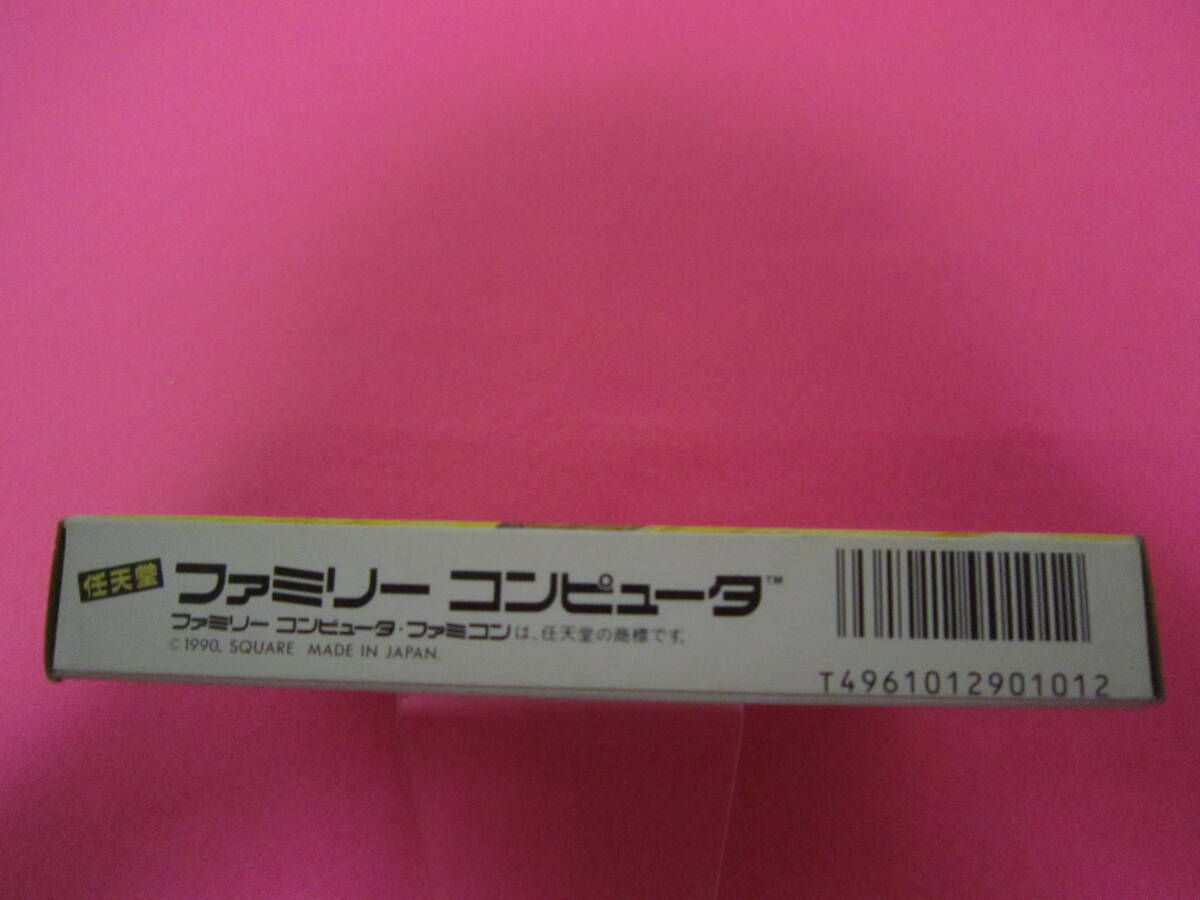 任天堂 ファミリー コンピュータ™
ファミリー コンピュータ・ファミコンは、任天堂の商標です。
©1990, SQUARE MADE IN JAPAN.
T4961012901012